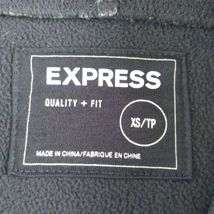 EXPRESS
QUALITY + FIT
XS/TP
MADE IN CHINA/FABRIQUÉ EN CHINE